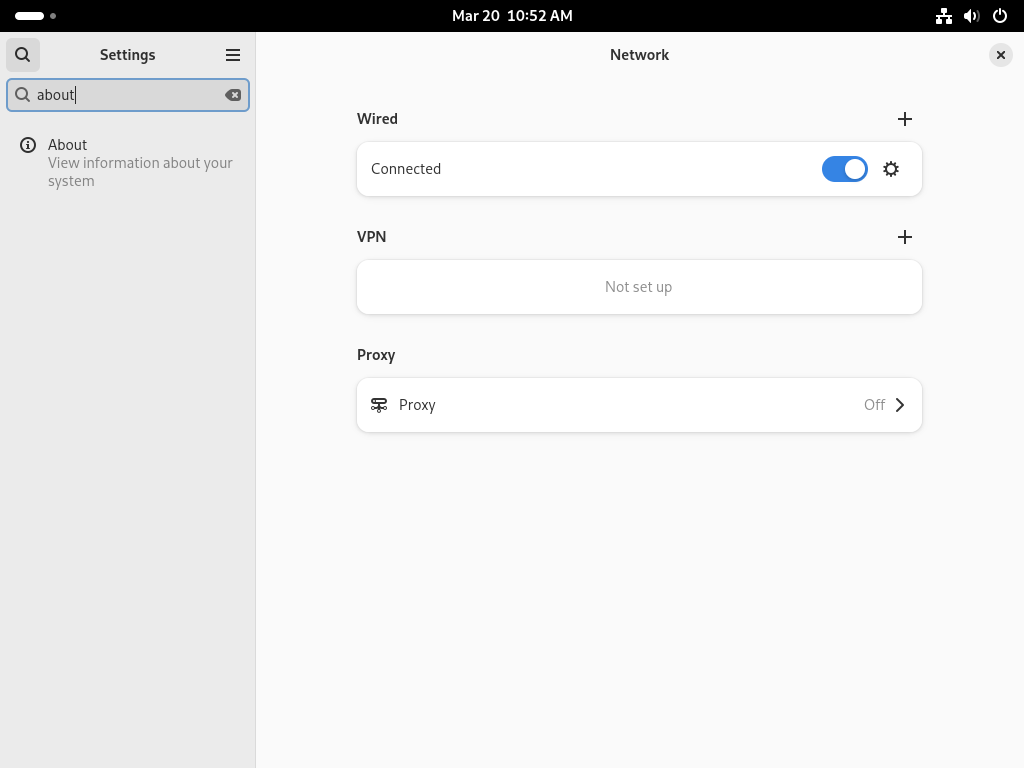 Mar 20 10:52 AM
Settings
Network
about
About
View information about your
system
Wired
Connected
VPN
Not set up
Proxy
Proxy
Off